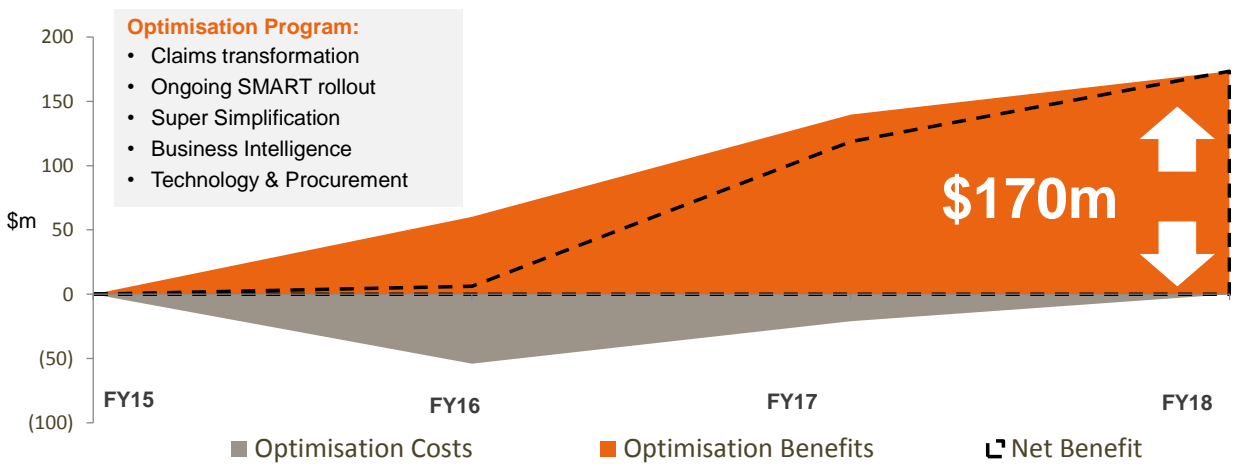 Optimisation Program:
• Claims transformation
• Ongoing SMART rollout
• Super Simplification
• Business Intelligence
• Technology & Procurement
200
150
100
50
0
(50)
(100)
$m
$170m
FY15
FY16
FY17
FY18
Optimisation Costs
Optimisation Benefits
Net Benefit